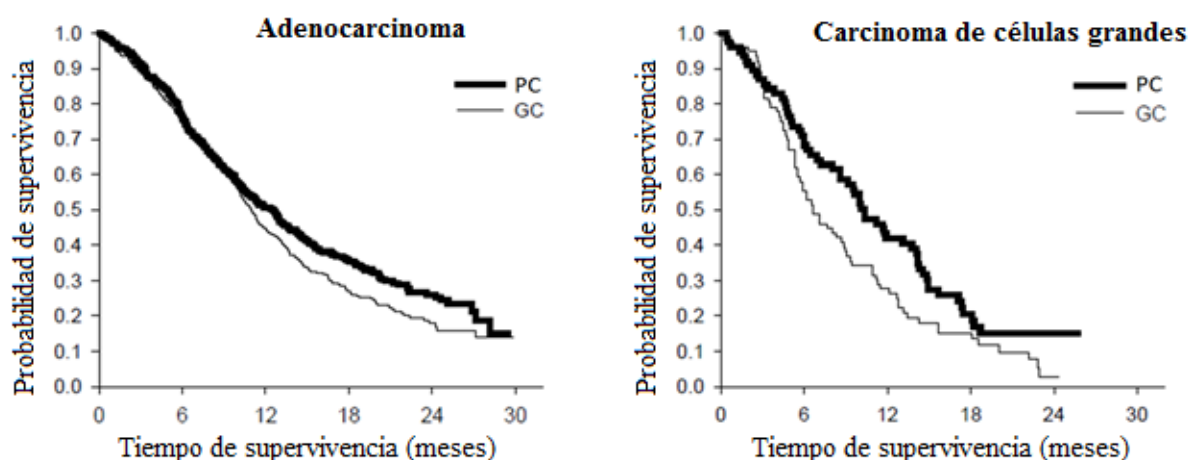 Adenocarcinoma
Probabilidad de supervivencia
1.0
0.9
0.8
0.7
0.6
0.5
0.4
0.3
0.2
0.1
0.0
PC
GC
0 6 12 18 24 30
Tiempo de supervivencia (meses)
Carcinoma de células grandes
Probabilidad de supervivencia
1.0
0.9
0.8
0.7
0.6
0.5
0.4
0.3
0.2
0.1
0.0
PC
GC
0 6 12 18 24 30
Tiempo de supervivencia (meses)